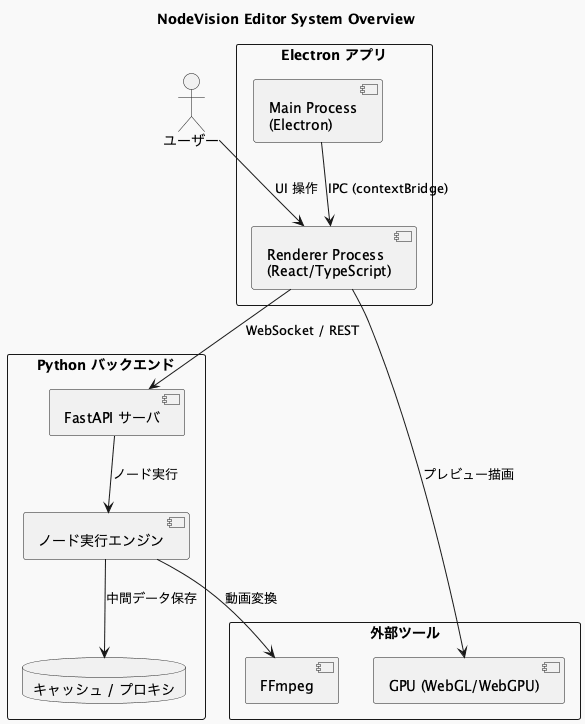 NodeVision Editor System Overview
Electron アプリ
Main Process
(Electron)
ユーザー
UI 操作
IPC (contextBridge)
Renderer Process
(React/TypeScript)
WebSocket / REST
Python バックエンド
FastAPI サーバ
ノード実行
プレビュー描画
ノード実行エンジン
中間データ保存
動画変換
外部ツール
キャッシュ / プロキシ
FFmpeg
GPU (WebGL/WebGPU)